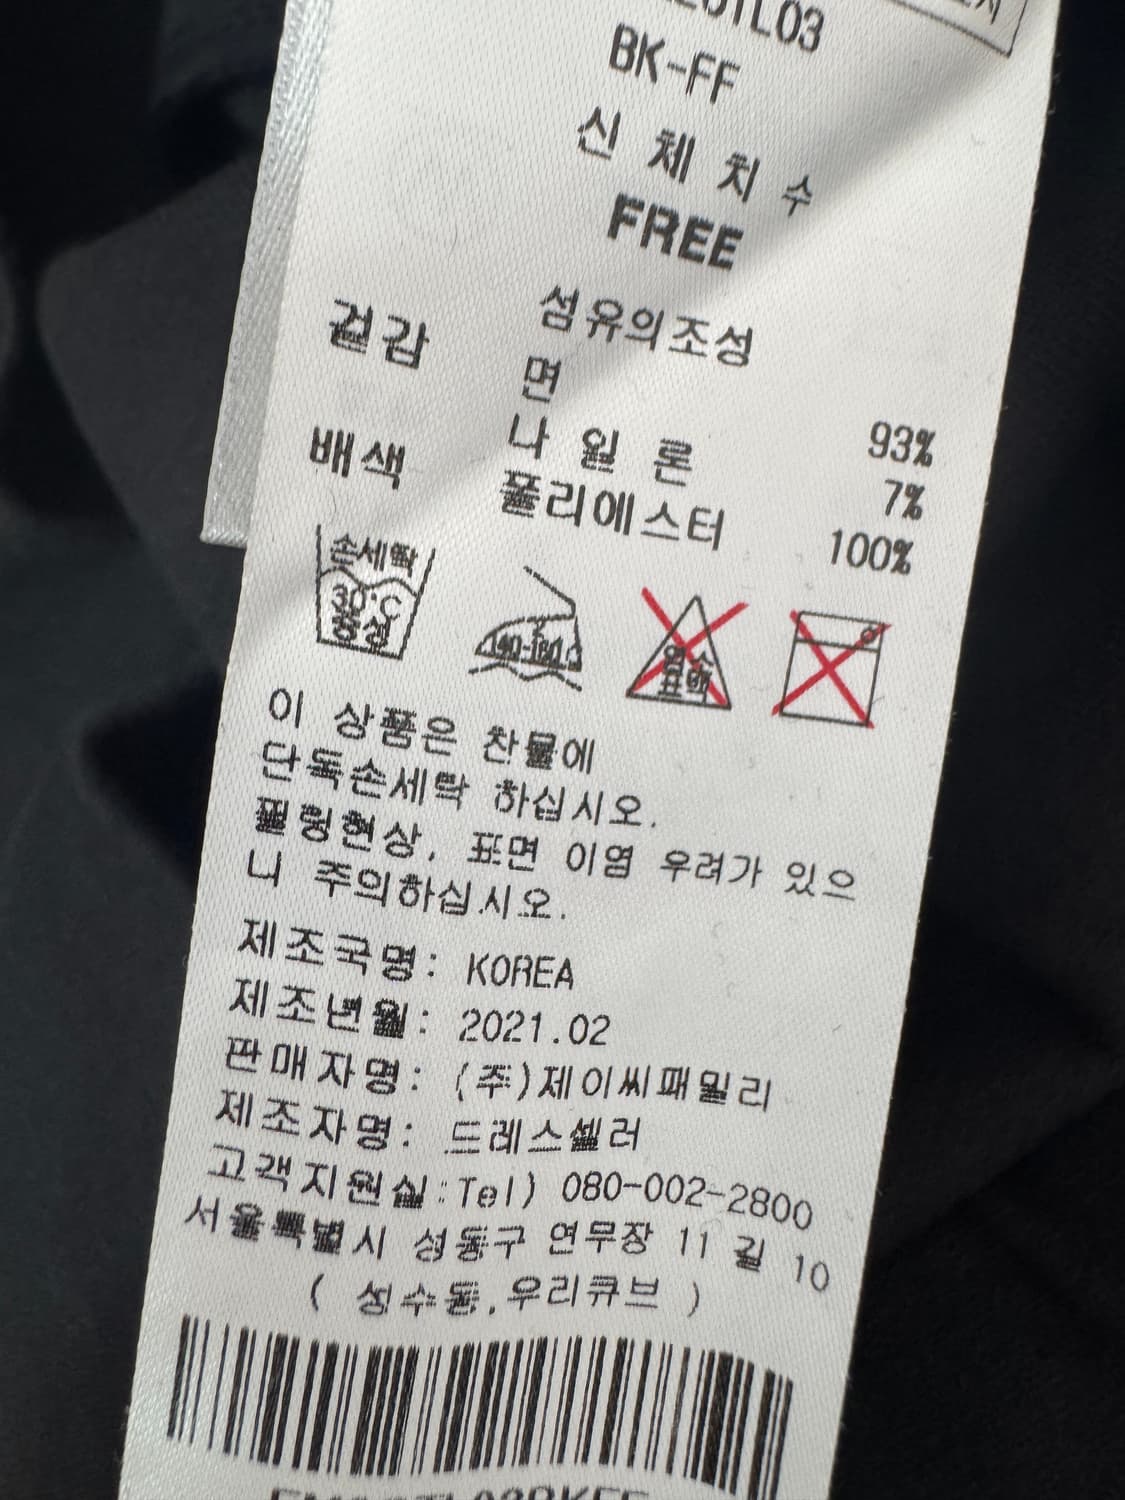 BK-FF
신 체 치 수
FREE
섬유의조성
겉감 면 93%
나 일 론 7%
배색 폴리에스터 100%
손세탁
30℃
중성
140-160
염소
표백
이 상품은 찬물에
단독손세탁 하십시오.
필링현상, 표면 이염 우려가 있으
니 주의하십시오.
제조국명: KOREA
제조년월: 2021.02
판매자명: (주)제이씨패밀리
제조자명: 드레스셀러
고객지원실:Tel) 080-002-2800
서울특별시 성동구 연무장 11 길 10
( 성수동,우리큐브 )